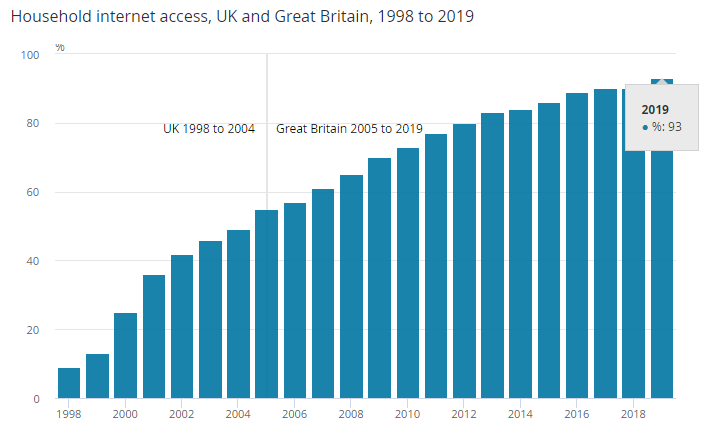 Household internet access, UK and Great Britain, 1998 to 2019
%
100
80
60
40
20
0
UK 1998 to 2004
Great Britain 2005 to 2019
2019
● %: 93
1998 2000 2002 2004 2006 2008 2010 2012 2014 2016 2018